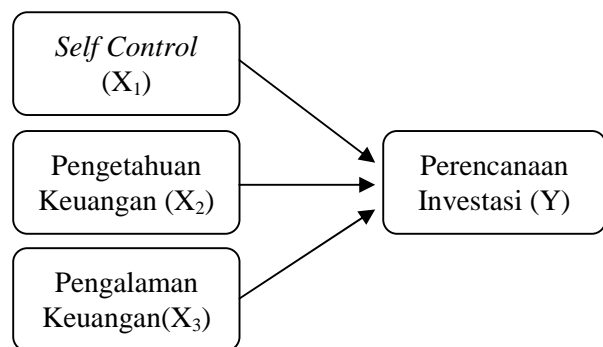 Self Control
(X₁)
Pengetahuan
Keuangan (X₂)
Pengalaman
Keuangan(X₃)
Perencanaan
Investasi (Y)